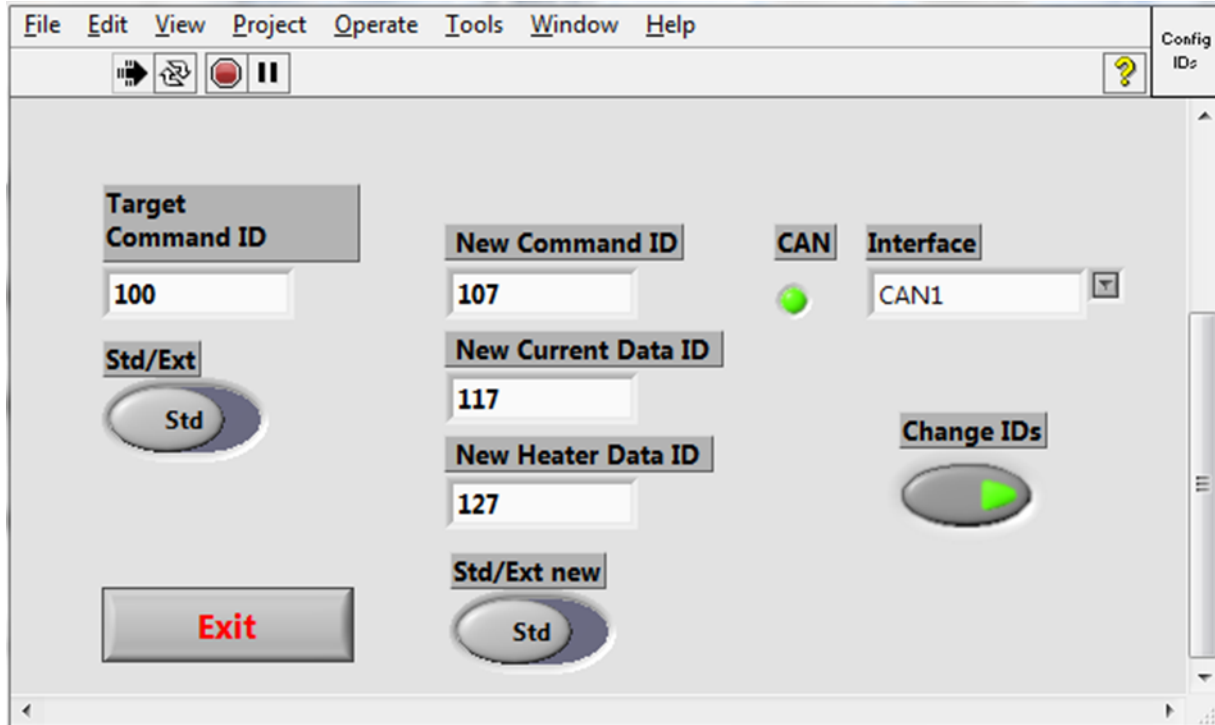 File Edit View Project Operate Tools Window Help
Config
IDs
?
Target
Command ID
100
Std/Ext
Std
New Command ID
107
New Current Data ID
117
New Heater Data ID
127
Std/Ext new
Std
CAN
Interface
CAN1
Change IDs
Exit